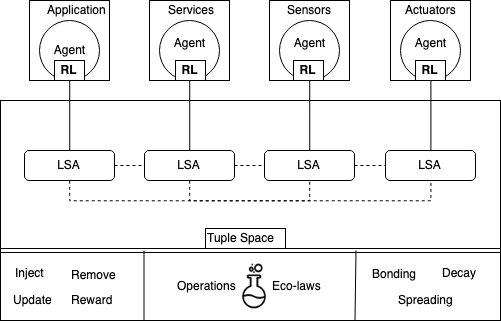 Application Services Sensors Actuators
Agent Agent Agent Agent
RL RL RL RL
LSA LSA LSA LSA
Tuple Space
Inject Remove
Update Reward
Operations Eco-laws
Bonding Decay
Spreading